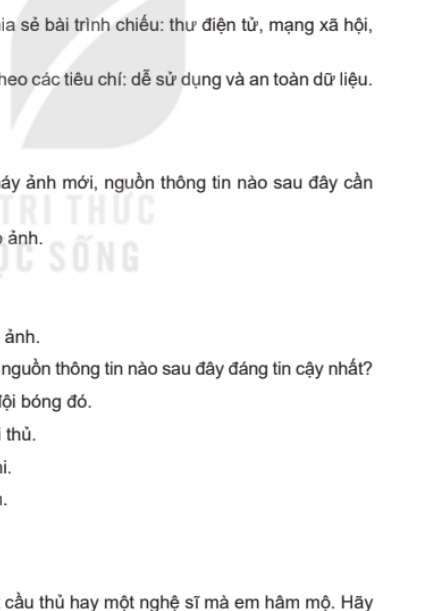 ia sẻ bài trình chiếu: thư điện tử, mạng xã hội,
heo các tiêu chí: dễ sử dụng và an toàn dữ liệu.
áy ảnh mới, nguồn thông tin nào sau đây cần
TRI THỨC
ảnh.
ỌC SỐNG
ảnh.
nguồn thông tin nào sau đây đáng tin cậy nhất?
đội bóng đó.
thủ.
i.
cầu thủ hay một nghệ sĩ mà em hâm mộ. Hãy